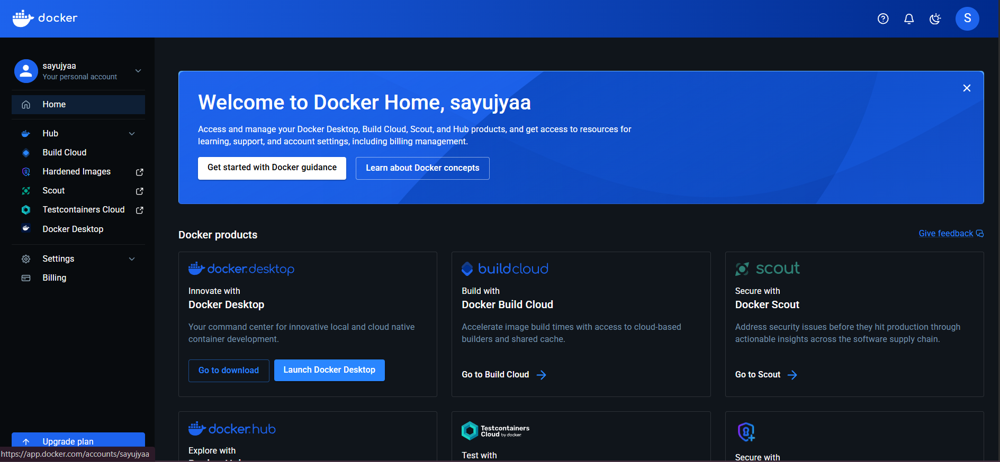 docker
S
sayujyaa
Your personal account
Home
Hub
Build Cloud
Hardened Images
Scout
Testcontainers Cloud
Docker Desktop
Settings
Billing
Upgrade plan
https://app.docker.com/accounts/sayujyaa
Welcome to Docker Home, sayujyaa
Access and manage your Docker Desktop, Build Cloud, Scout, and Hub products, and get access to resources for
learning, support, and account settings, including billing management.
Get started with Docker guidance
Learn about Docker concepts
Docker products
Give feedback
docker.desktop
Innovate with
Docker Desktop
Your command center for innovative local and cloud native
container development.
Go to download
Launch Docker Desktop
buildcloud
Build with
Docker Build Cloud
Accelerate image build times with access to cloud-based
builders and shared cache.
Go to Build Cloud
scout
Secure with
Docker Scout
Address security issues before they hit production through
actionable insights across the software supply chain.
Go to Scout
docker.hub
Explore with
Testcontainers
Cloud by docker.
Test with
Secure with